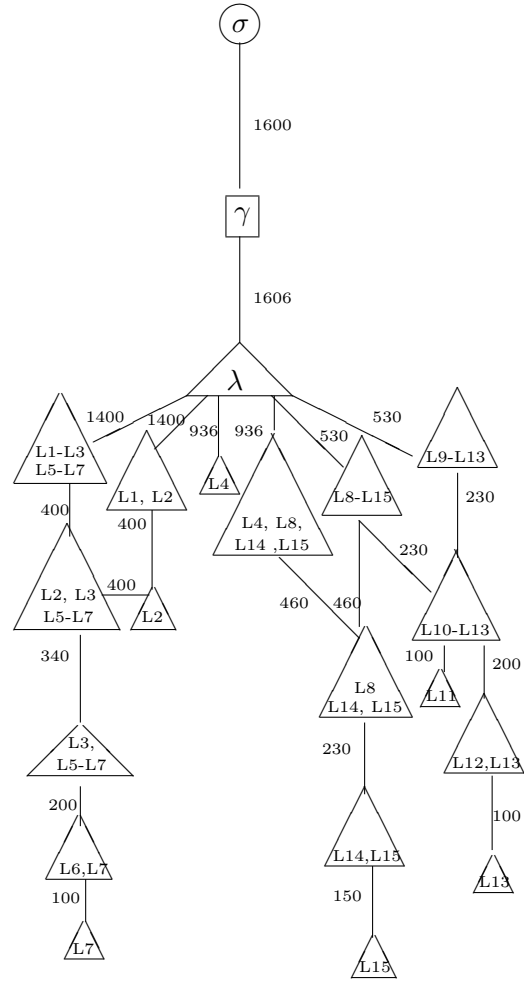 σ
1600
γ
1606
λ
1400
1400
936
936
530
530
L1-L3
L5-L7
L1, L2
L4
L4, L8,
L14 ,L15
L8-L15
L9-L13
400
400
230
230
L2, L3
L5-L7
400
L2
460
460
L10-L13
340
100
200
L11
L8
L14, L15
L3,
L5-L7
230
L12,L13
200
100
L6,L7
L14,L15
100
150
L13
L7
L15